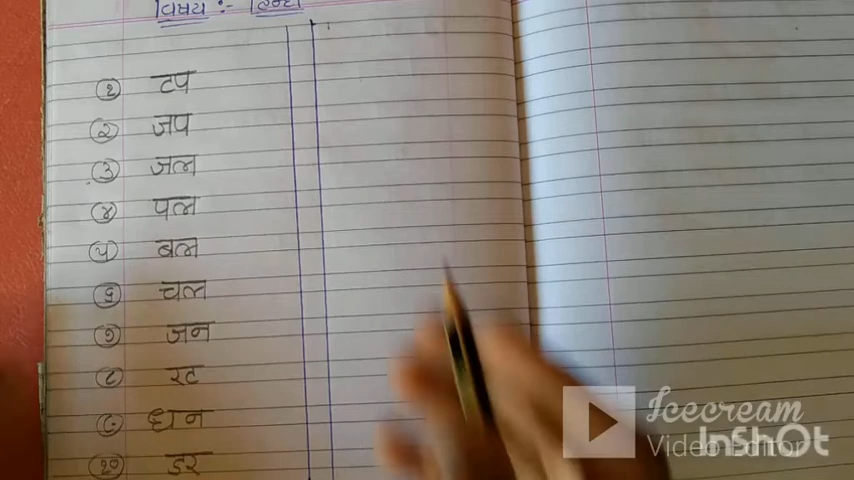 विषय :- हिन्दी
१ टप
२ जप
३ जल
४ पल
५ बल
६ चल
७ जन
८ रट
९ धन
१० डर
Icecream
Video Editor
InShOt